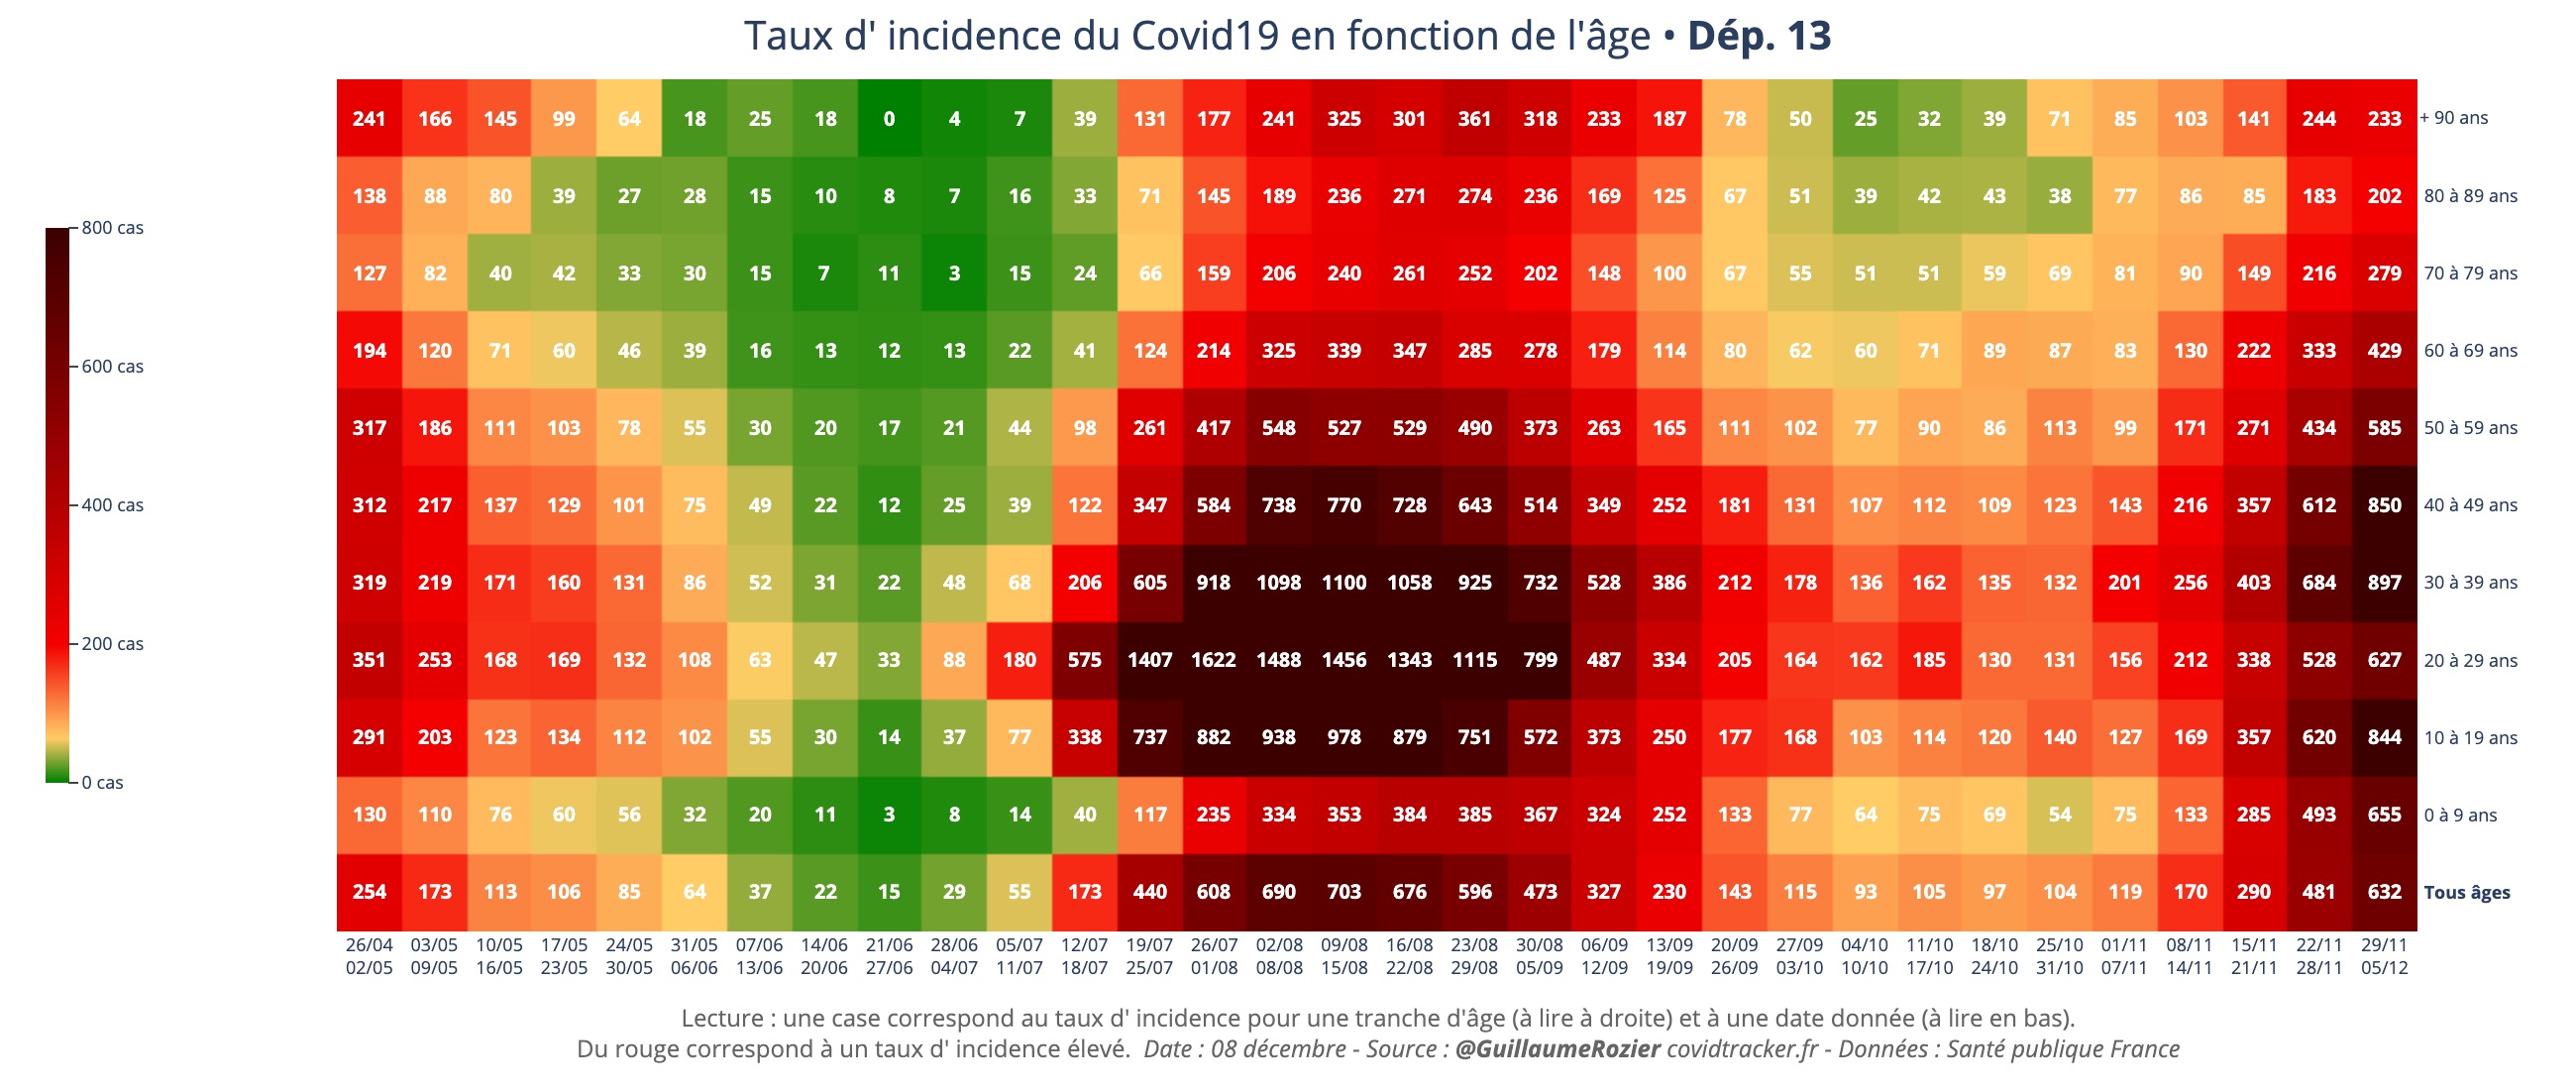 Taux d' incidence du Covid19 en fonction de l'âge • Dép. 13
800 cas
600 cas
400 cas
200 cas
0 cas
241 166 145 99 64 18 25 18 0 4 7 39 131 177 241 325 301 361 318 233 187 78 50 25 32 39 71 85 103 141 244 233 + 90 ans
138 88 80 39 27 28 15 10 8 7 16 33 71 145 189 236 271 274 236 169 125 67 51 39 42 43 38 77 86 85 183 202 80 à 89 ans
127 82 40 42 33 30 15 7 11 3 15 24 66 159 206 240 261 252 202 148 100 67 55 51 51 59 69 81 90 149 216 279 70 à 79 ans
194 120 71 60 46 39 16 13 12 13 22 41 124 214 325 339 347 285 278 179 114 80 62 60 71 89 87 83 130 222 333 429 60 à 69 ans
317 186 111 103 78 55 30 20 17 21 44 98 261 417 548 527 529 490 373 263 165 111 102 77 90 86 113 99 171 271 434 585 50 à 59 ans
312 217 137 129 101 75 49 22 12 25 39 122 347 584 738 770 728 643 514 349 252 181 131 107 112 109 123 143 216 357 612 850 40 à 49 ans
319 219 171 160 131 86 52 31 22 48 68 206 605 918 1098 1100 1058 925 732 528 386 212 178 136 162 135 132 201 256 403 684 897 30 à 39 ans
351 253 168 169 132 108 63 47 33 88 180 575 1407 1622 1488 1456 1343 1115 799 487 334 205 164 162 185 130 131 156 212 338 528 627 20 à 29 ans
291 203 123 134 112 102 55 30 14 37 77 338 737 882 938 978 879 751 572 373 250 177 168 103 114 120 140 127 169 357 620 844 10 à 19 ans
130 110 76 60 56 32 20 11 3 8 14 40 117 235 334 353 384 385 367 324 252 133 77 64 75 69 54 75 133 285 493 655 0 à 9 ans
254 173 113 106 85 64 37 22 15 29 55 173 440 608 690 703 676 596 473 327 230 143 115 93 105 97 104 119 170 290 481 632 Tous âges
26/04 03/05 10/05 17/05 24/05 31/05 07/06 14/06 21/06 28/06 05/07 12/07 19/07 26/07 02/08 09/08 16/08 23/08 30/08 06/09 13/09 20/09 27/09 04/10 11/10 18/10 25/10 01/11 08/11 15/11 22/11 29/11
02/05 09/05 16/05 23/05 30/05 06/06 13/06 20/06 27/06 04/07 11/07 18/07 25/07 01/08 08/08 15/08 22/08 29/08 05/09 12/09 19/09 26/09 03/10 10/10 17/10 24/10 31/10 07/11 14/11 21/11 28/11 05/12
Lecture : une case correspond au taux d' incidence pour une tranche d'âge (à lire à droite) et à une date donnée (à lire en bas).
Du rouge correspond à un taux d' incidence élevé. Date : 08 décembre - Source : @GuillaumeRozier covidtracker.fr - Données : Santé publique France